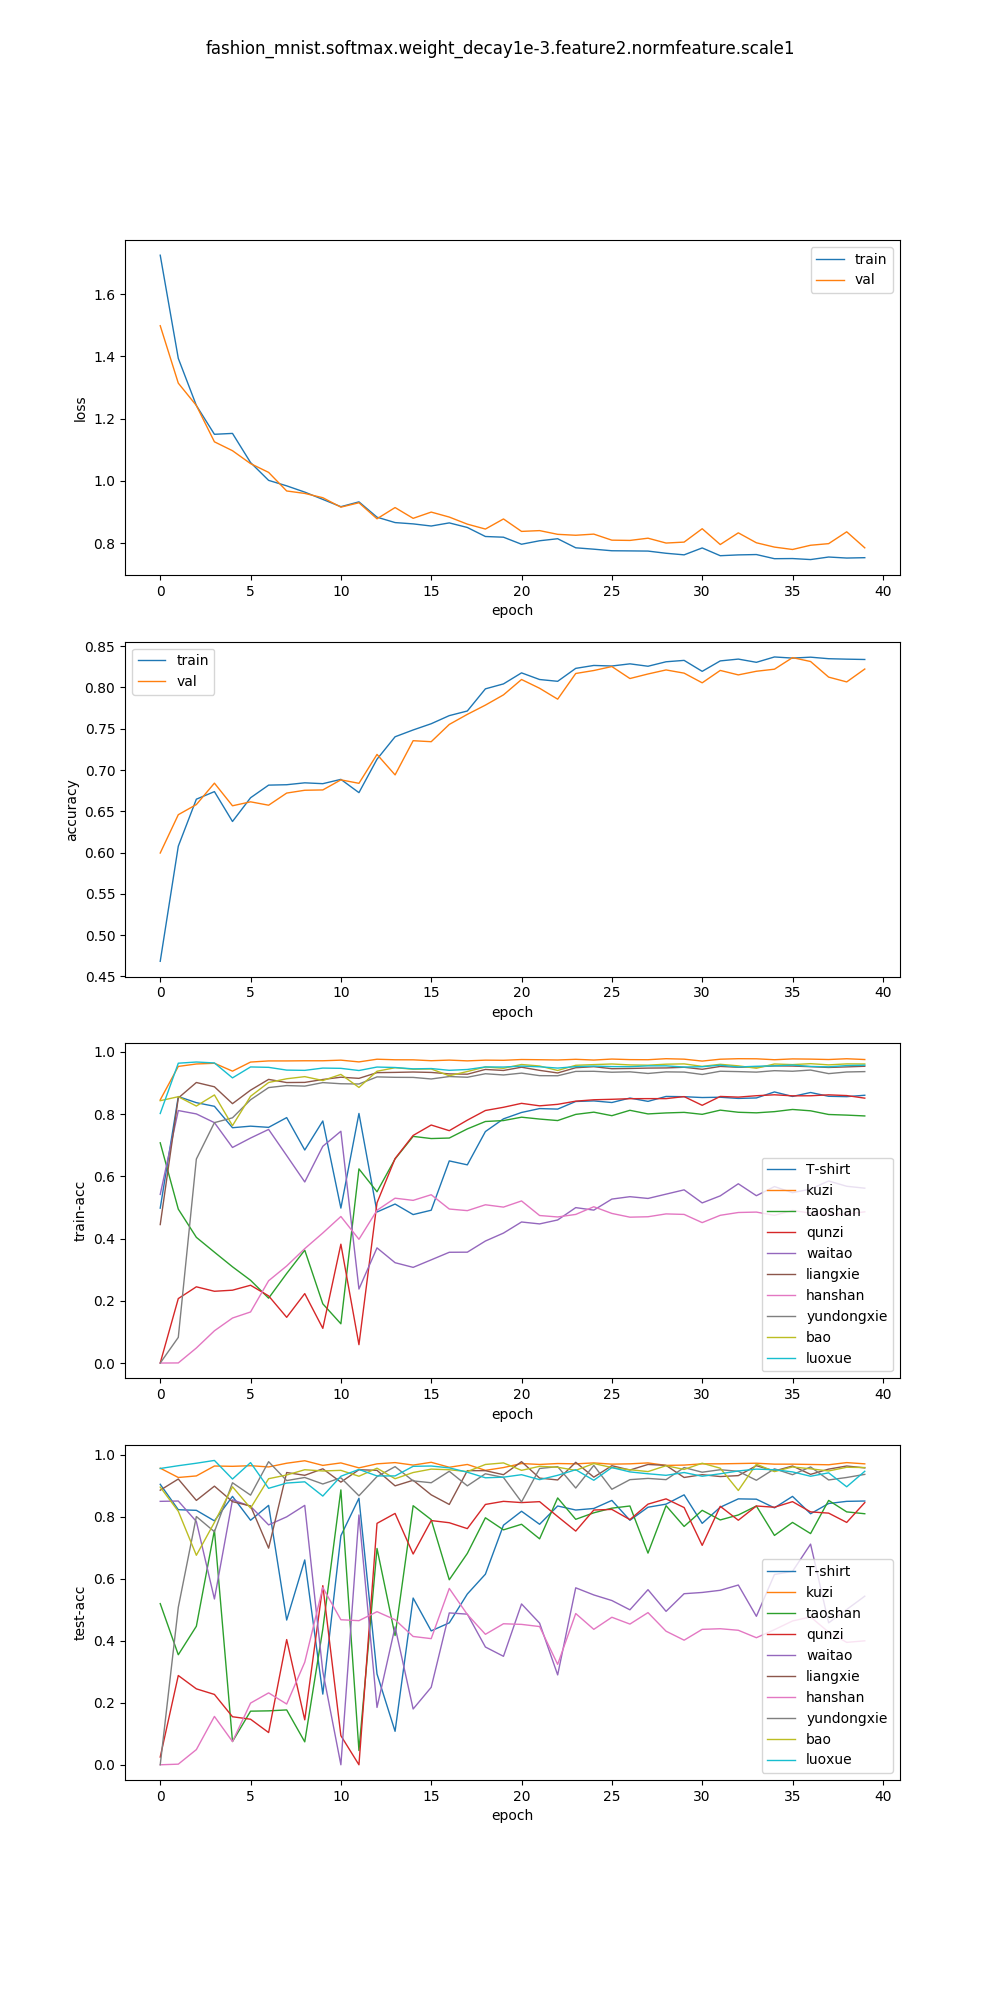 fashion_mnist.softmax.weight_decay1e-3.feature2.normfeature.scale1
train
val
1.6
1.4
1.2
1.0
0.8
loss
0 5 10 15 20 25 30 35 40
epoch
train
val
0.85
0.80
0.75
0.70
0.65
0.60
0.55
0.50
0.45
accuracy
0 5 10 15 20 25 30 35 40
epoch
1.0
0.8
0.6
0.4
0.2
0.0
train-acc
T-shirt
kuzi
taoshan
qunzi
waitao
liangxie
hanshan
yundongxie
bao
luoxue
0 5 10 15 20 25 30 35 40
epoch
1.0
0.8
0.6
0.4
0.2
0.0
test-acc
T-shirt
kuzi
taoshan
qunzi
waitao
liangxie
hanshan
yundongxie
bao
luoxue
0 5 10 15 20 25 30 35 40
epoch